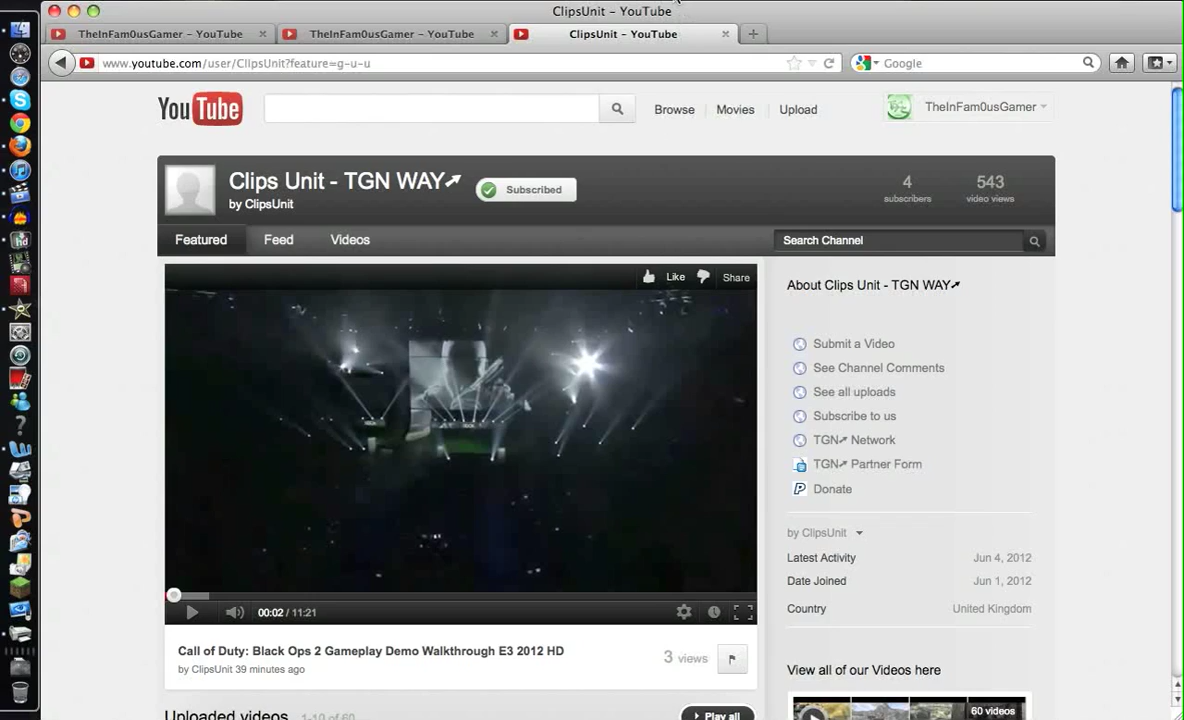 ClipsUnit – YouTube
TheInFam0usGamer – YouTube
TheInFam0usGamer – YouTube
ClipsUnit – YouTube
www.youtube.com/user/ClipsUnit?feature=g-u-u
Google
YouTube
Browse
Movies
Upload
TheInFam0usGamer
Clips Unit - TGN WAY➚
Subscribed
by ClipsUnit
4
subscribers
543
video views
Featured
Feed
Videos
Search Channel
Like
Share
About Clips Unit - TGN WAY➚
Submit a Video
See Channel Comments
See all uploads
Subscribe to us
TGN➚ Network
TGN➚ Partner Form
Donate
by ClipsUnit
Latest Activity Jun 4, 2012
Date Joined Jun 1, 2012
Country United Kingdom
00:02 / 11:21
Call of Duty: Black Ops 2 Gameplay Demo Walkthrough E3 2012 HD
by ClipsUnit 39 minutes ago
3 views
View all of our Videos here
60 videos
Uploaded videos 1-10 of 60
Play all